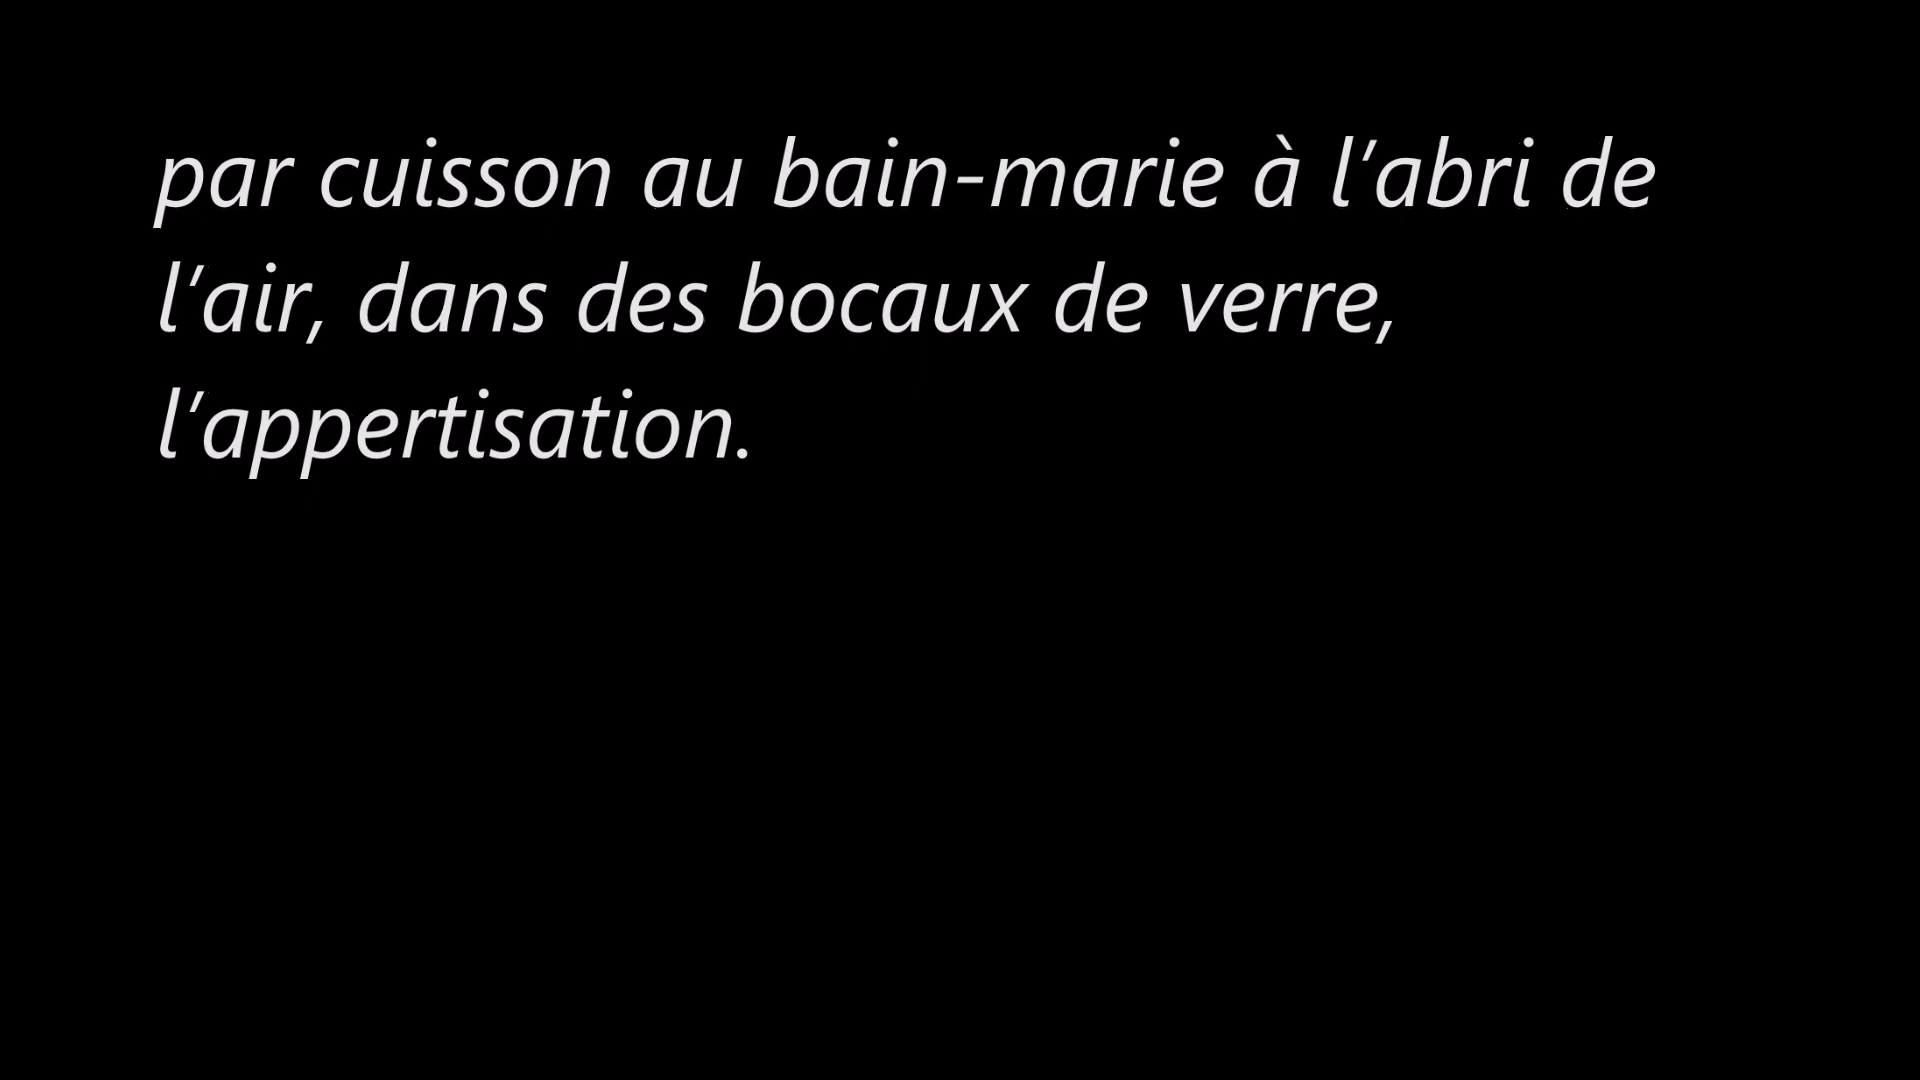 par cuisson au bain-marie à l'abri de
l'air, dans des bocaux de verre,
l'appertisation.